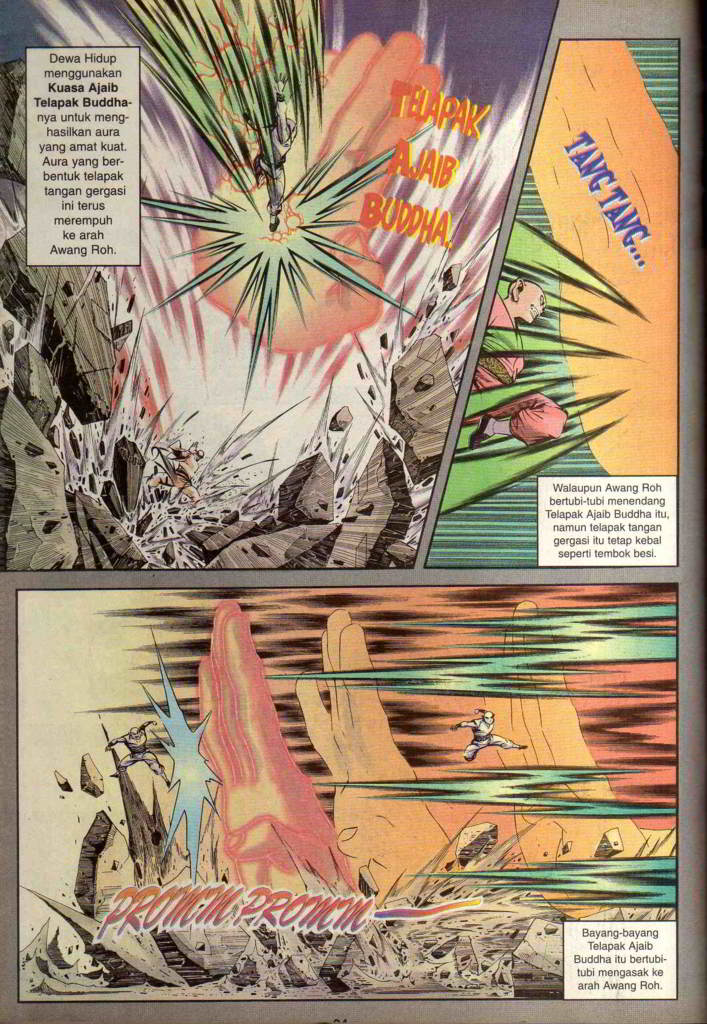 Dewa Hidup
menggunakan
Kuasa Ajaib
Telapak Buddha-
nya untuk meng-
hasilkan aura
yang amat kuat.
Aura yang ber-
bentuk telapak
tangan gergasi
ini terus
merempuh
ke arah
Awang Roh.
TELAPAK
AJAIB
BUDDHA.
TANG TANG...
Walaupun Awang Roh
bertubi-tubi menendang
Telapak Ajaib Buddha itu,
namun telapak tangan
gergasi itu tetap kebal
seperti tembok besi.
PROMM PROMM
Bayang-bayang
Telapak Ajaib
Buddha itu bertubi-
tubi mengasak ke
arah Awang Roh.